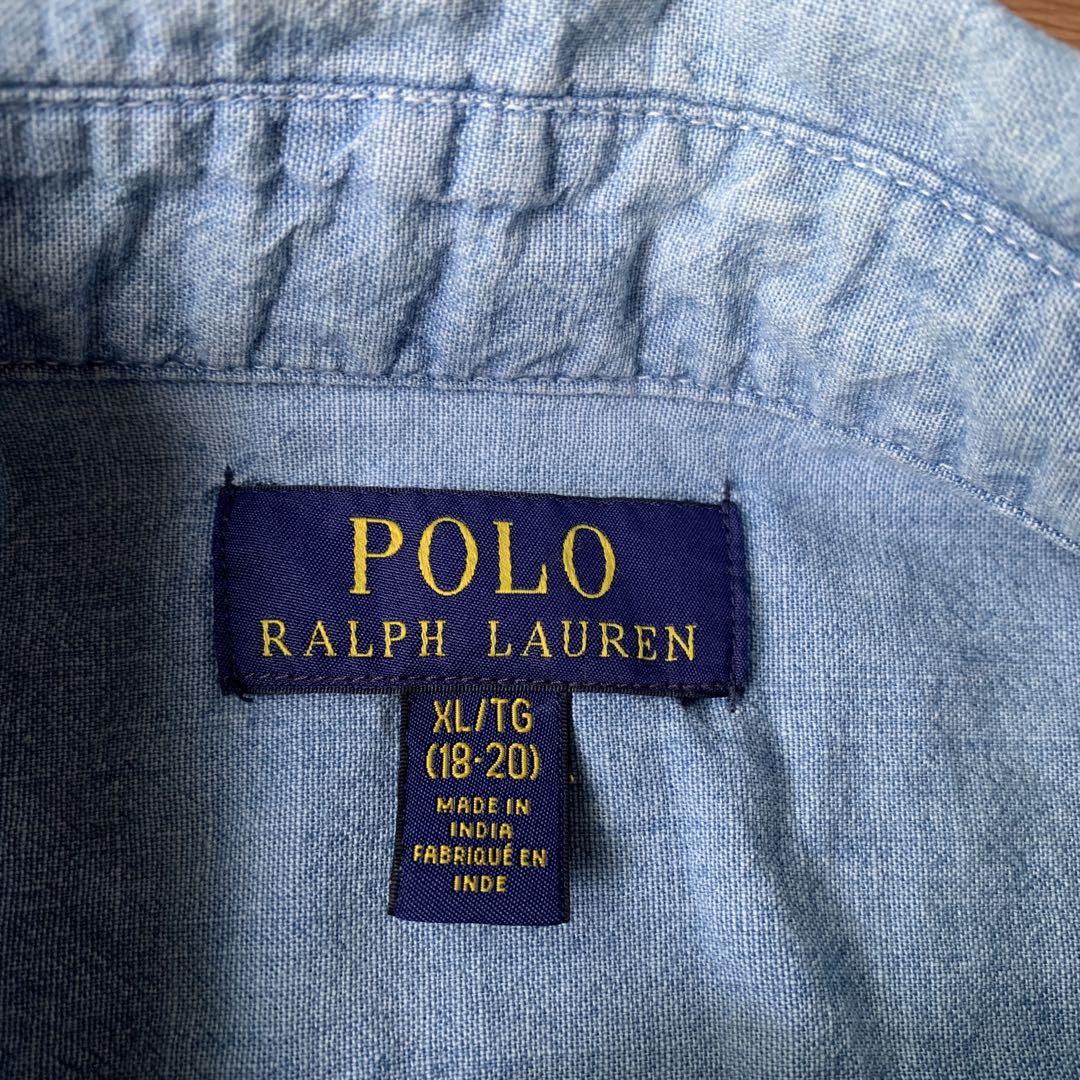 POLO
RALPH LAUREN
XL/TG
(18-20)
MADE IN
INDIA
FABRIQUÉ EN
INDE